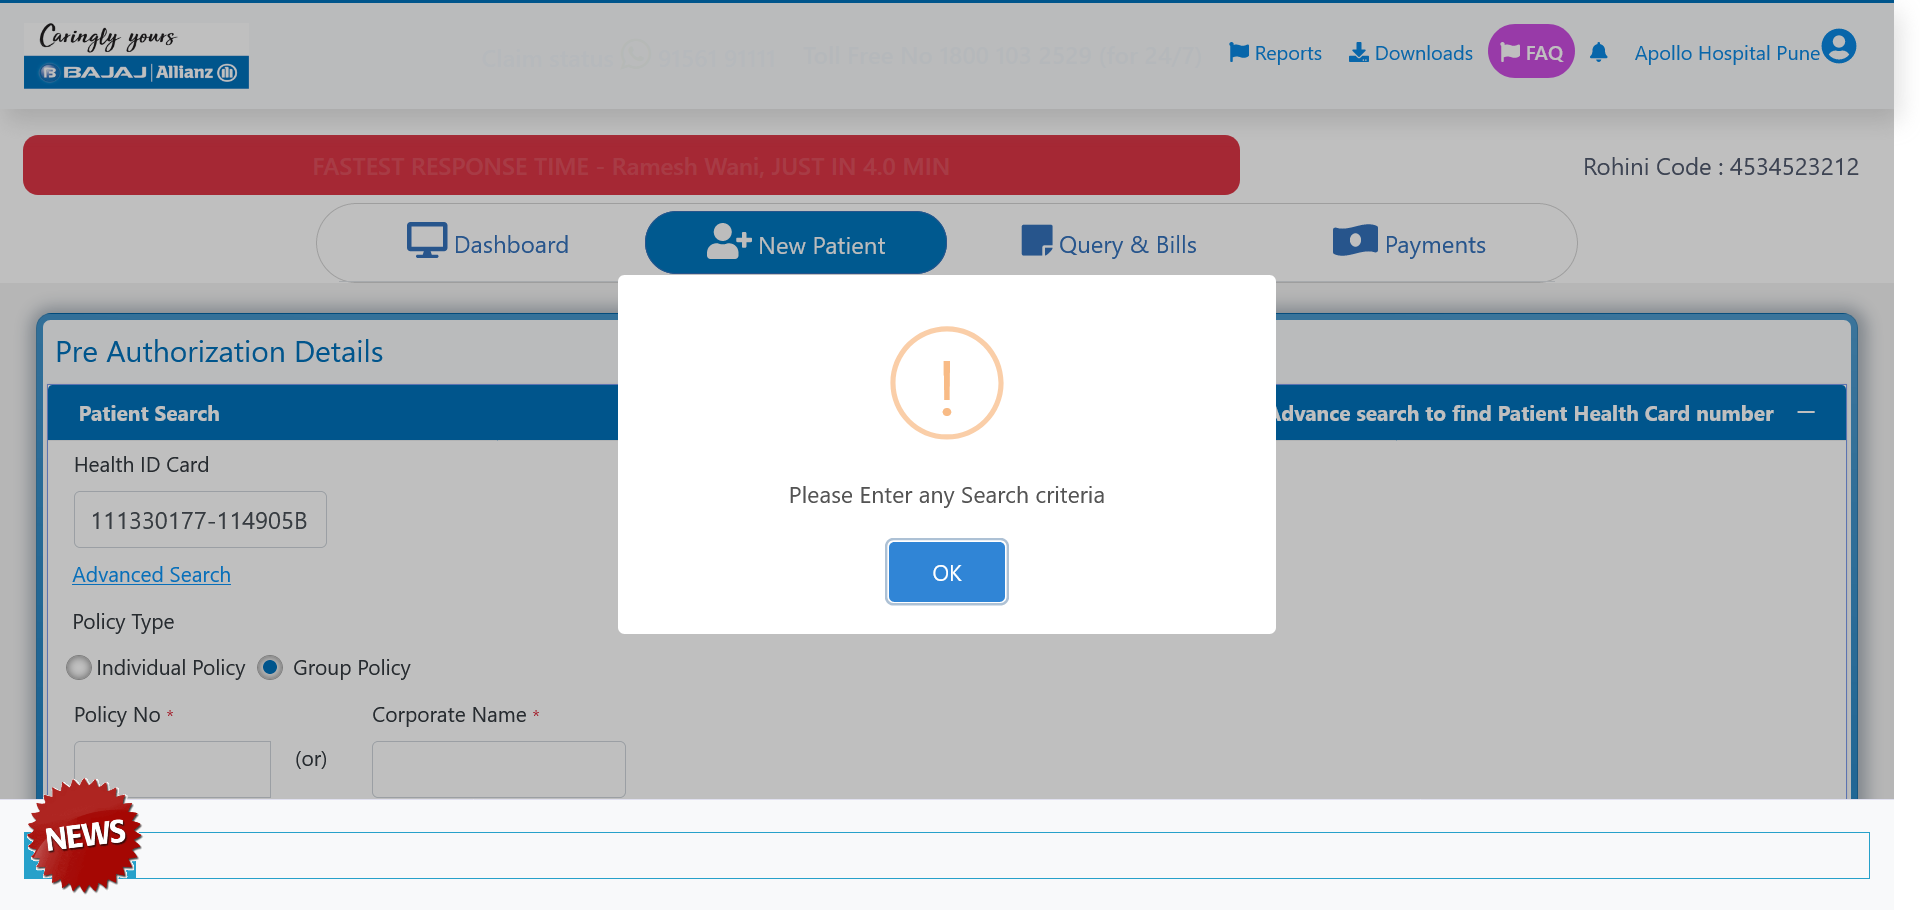 Caringly yours
BAJAJ | Allianz
Claim status 91561 91111 Toll Free No 1800 103 2529 (for 24/7)
Reports
Downloads
FAQ
Apollo Hospital Pune
FASTEST RESPONSE TIME - Ramesh Wani, JUST IN 4.0 MIN
Rohini Code : 4534523212
Dashboard
New Patient
Query & Bills
Payments
Pre Authorization Details
Patient Search
Advance search to find Patient Health Card number
Health ID Card
111330177-114905B
Advanced Search
Policy Type
Individual Policy
Group Policy
Policy No *
(or)
Corporate Name *
!
Please Enter any Search criteria
OK
NEWS